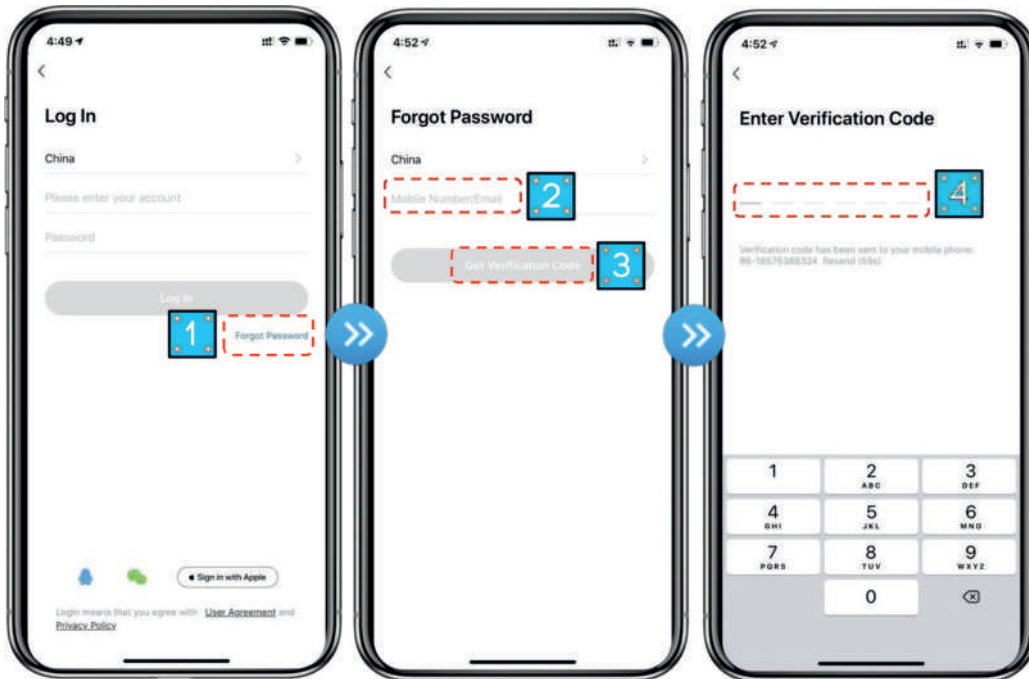 4:49
Log In
China
Please enter your account
Password
Log In
1
Forgot Password
Sign in with Apple
Login means that you agree with User Agreement and
Privacy Policy
4:52
Forgot Password
China
Mobile Number/Email
2
Get Verification Code
3
4:52
Enter Verification Code
4
Verification code has been sent to your mobile phone:
Resend (59s)
1
2
ABC
3
DEF
4
GHI
5
JKL
6
MNO
7
PQRS
8
TUV
9
WXYZ
0